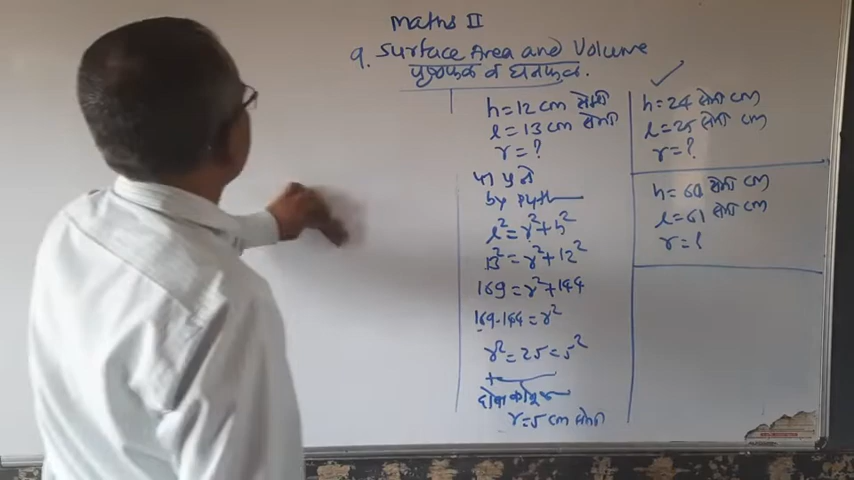 Maths II
9. Surface Area and Volume
पृष्ठफळ व घनफळ.
h=12 cm सेमी
l=13 cm सेमी
r=?
by pyth
l²=r²+h²
13²=r²+12²
169=r²+144
169-144=r²
r²=25=5²
r=5 cm सेमी
h=24 सेमी cm
l=25 सेमी cm
r=?
h=60 सेमी cm
l=61 सेमी cm
r=?